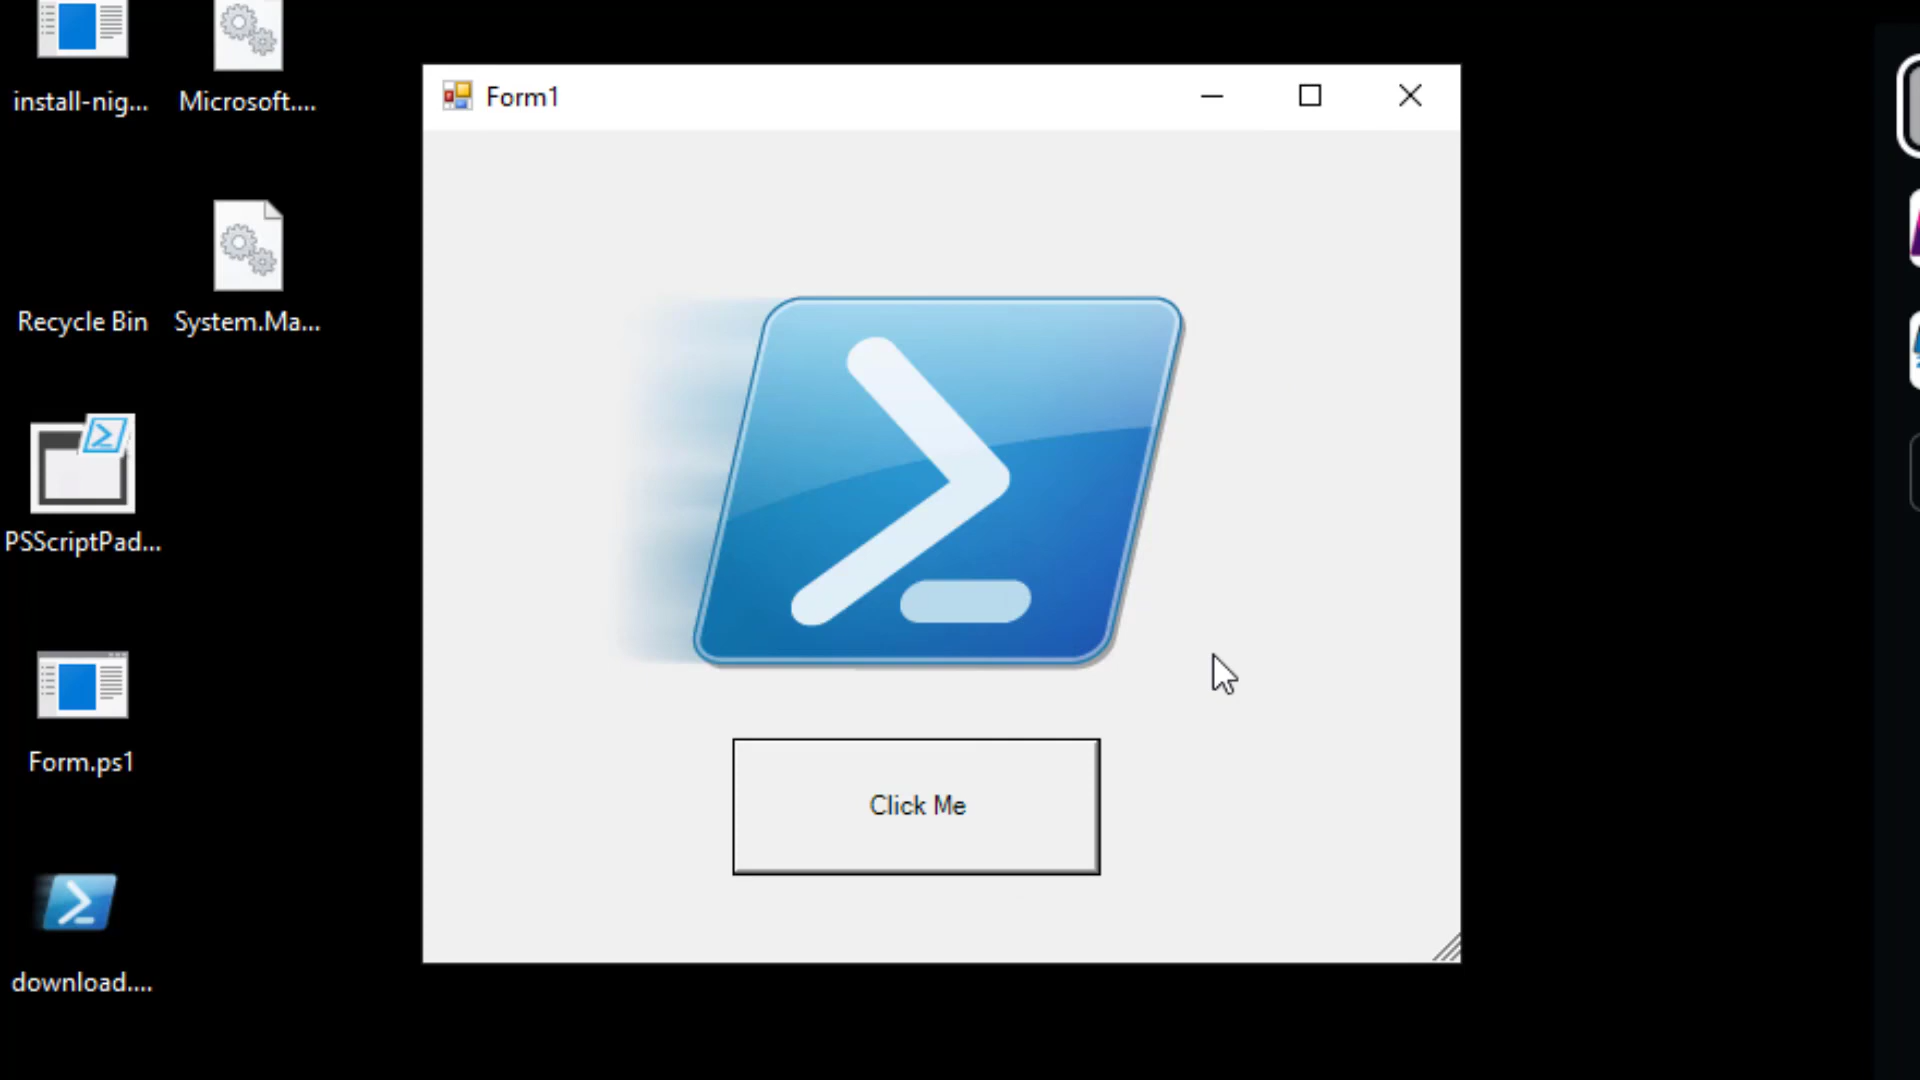 install-nig...
Microsoft....
Form1
Recycle Bin
System.Ma...
PSScriptPad...
Form.ps1
Click Me
download....